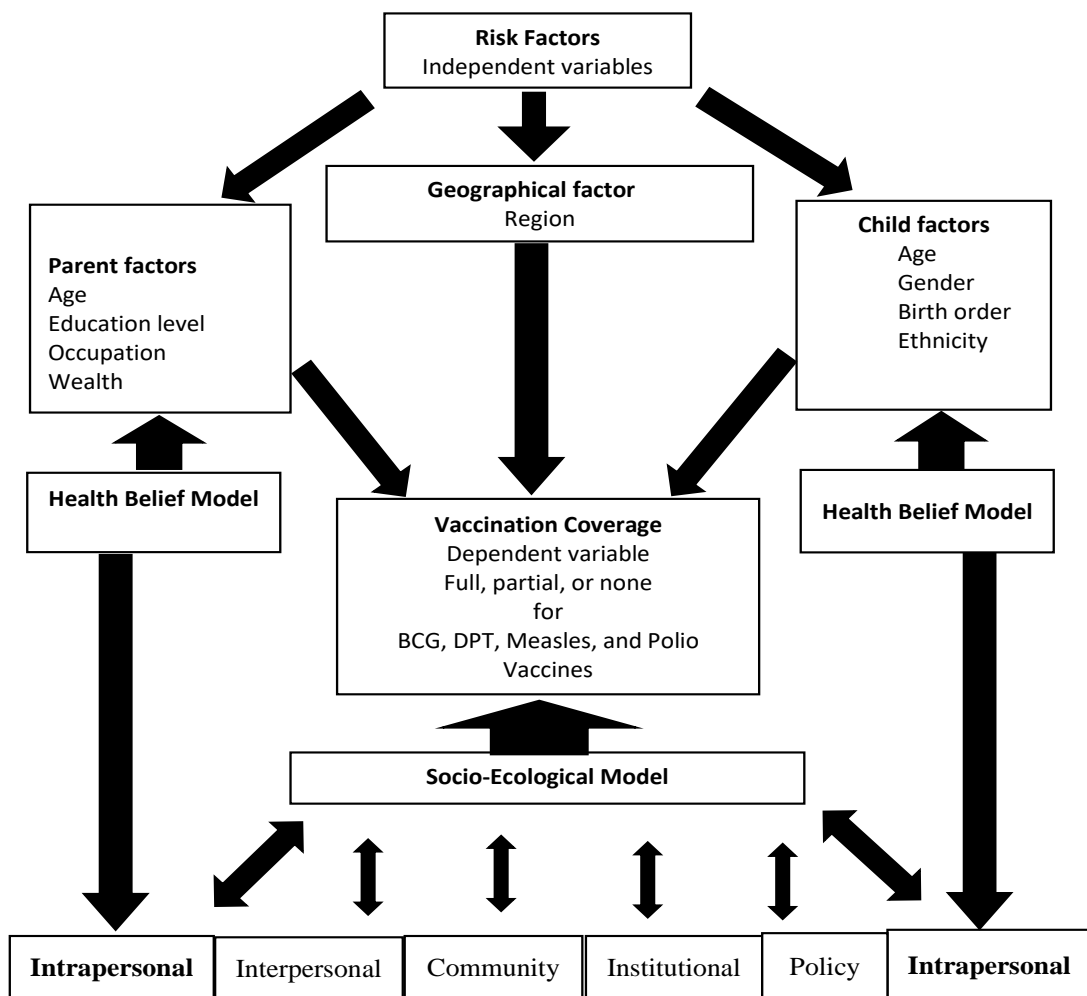 Risk Factors
Independent variables
Geographical factor
Region
Parent factors
Age
Education level
Occupation
Wealth
Child factors
Age
Gender
Birth order
Ethnicity
Health Belief Model
Vaccination Coverage
Dependent variable
Full, partial, or none
for
BCG, DPT, Measles, and Polio
Vaccines
Health Belief Model
Socio-Ecological Model
Intrapersonal
Interpersonal
Community
Institutional
Policy
Intrapersonal